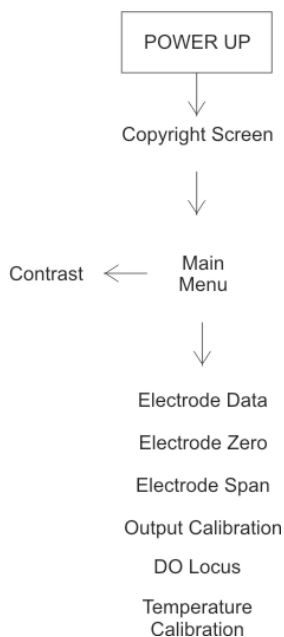 POWER UP
Copyright Screen
Contrast
Main
Menu
Electrode Data
Electrode Zero
Electrode Span
Output Calibration
DO Locus
Temperature
Calibration